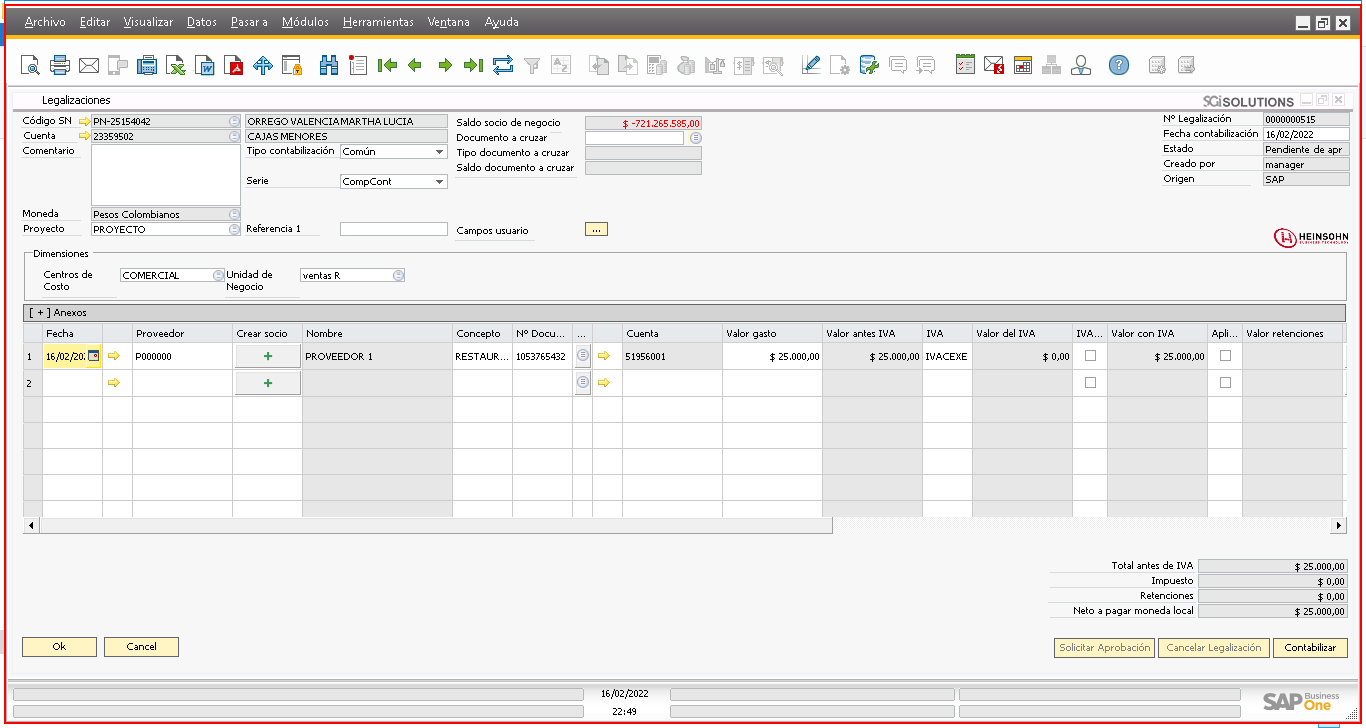 Archivo Editar Visualizar Datos Pasar a Módulos Herramientas Ventana Ayuda
Legalizaciones
SGI SOLUTIONS
Código SN PN-25154042 ORREGO VALENCIA MARTHA LUCIA Saldo socio de negocio $ -721.265.585,00 Nº Legalización 0000000515
Cuenta 23359502 CAJAS MENORES Documento a cruzar Fecha contabilización 16/02/2022
Comentario Tipo contabilización Común Tipo documento a cruzar Estado Pendiente de apr
Saldo documento a cruzar Creado por manager
Serie CompCont Origen SAP
Moneda Pesos Colombianos
Proyecto PROYECTO Referencia 1 Campos usuario ...
HEINSOHN
BUSINESS TECHNOLOGY
Dimensiones
Centros de Costo COMERCIAL Unidad de Negocio ventas R
[ + ] Anexos
Fecha Proveedor Crear socio Nombre Concepto Nº Docu... ... Cuenta Valor gasto Valor antes IVA IVA Valor del IVA IVA... Valor con IVA Apli... Valor retenciones
1 16/02/20 P000000 + PROVEEDOR 1 RESTAUR... 1053765432 51956001 $ 25.000,00 $ 25.000,00 IVACEXE $ 0,00 $ 25.000,00
2 +
Total antes de IVA $ 25.000,00
Impuesto $ 0,00
Retenciones $ 0,00
Neto a pagar moneda local $ 25.000,00
Ok Cancel Solicitar Aprobación Cancelar Legalización Contabilizar
16/02/2022
22:49
SAP Business One